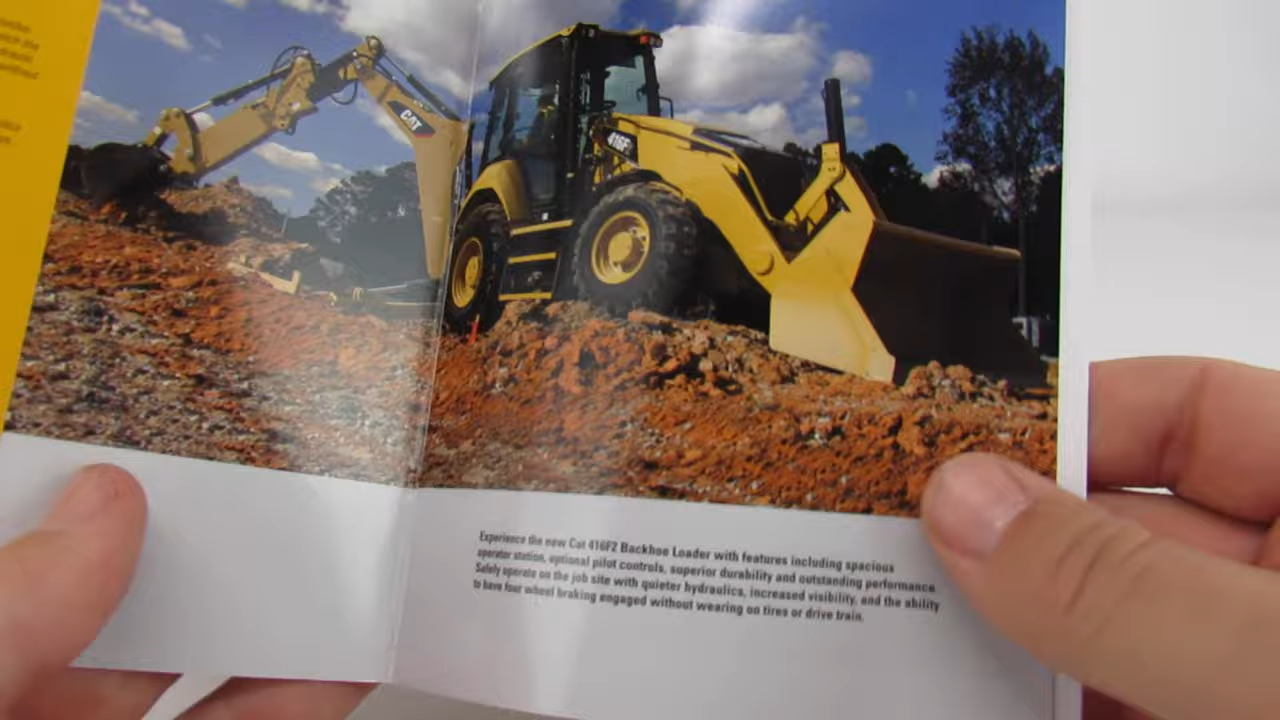 CAT
416F2
Experience the new Cat 416F2 Backhoe Loader with features including spacious
operator station, optional pilot controls, superior durability and outstanding performance.
Safely operate on the job site with quieter hydraulics, increased visibility, and the ability
to have four wheel braking engaged without wearing on tires or drive train.